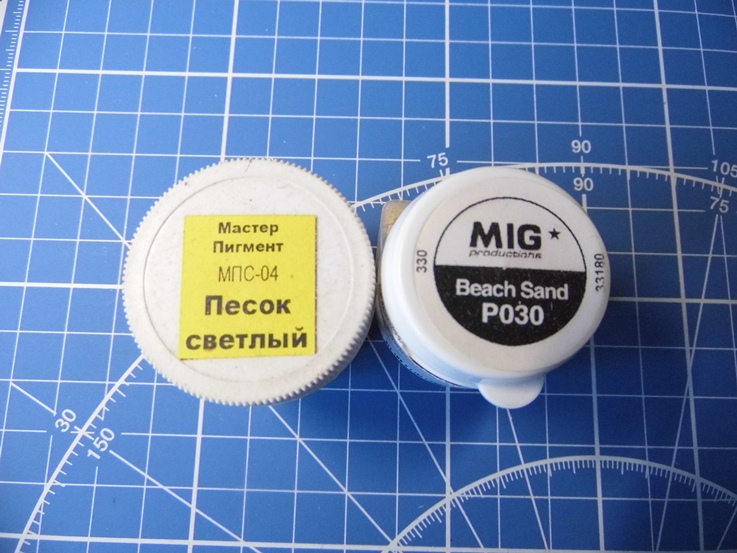 75
90
105
90
75
Мастер
Пигмент
МПС-04
Песок
светлый
330
MIG
productions
Beach Sand
P030
33180
30
150